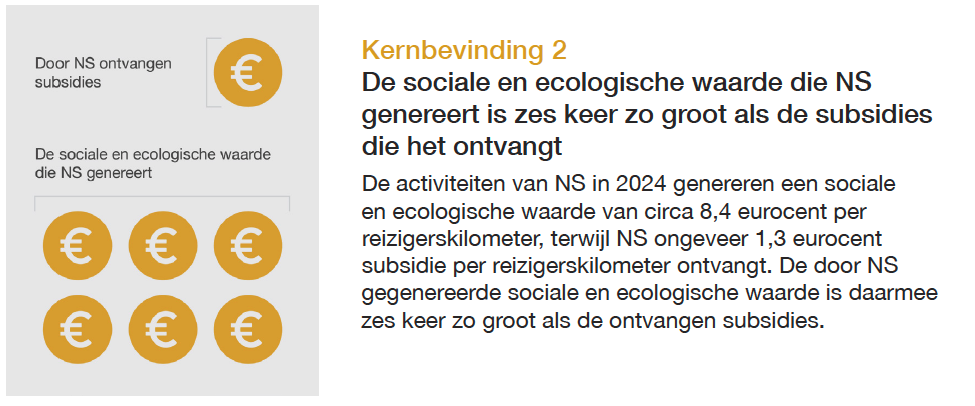 Door NS ontvangen
subsidies
€
De sociale en ecologische waarde
die NS genereert
€ € €
€ € €
Kernbevinding 2
De sociale en ecologische waarde die NS
genereert is zes keer zo groot als de subsidies
die het ontvangt
De activiteiten van NS in 2024 genereren een sociale
en ecologische waarde van circa 8,4 eurocent per
reizigerskilometer, terwijl NS ongeveer 1,3 eurocent
subsidie per reizigerskilometer ontvangt. De door NS
gegenereerde sociale en ecologische waarde is daarmee
zes keer zo groot als de ontvangen subsidies.